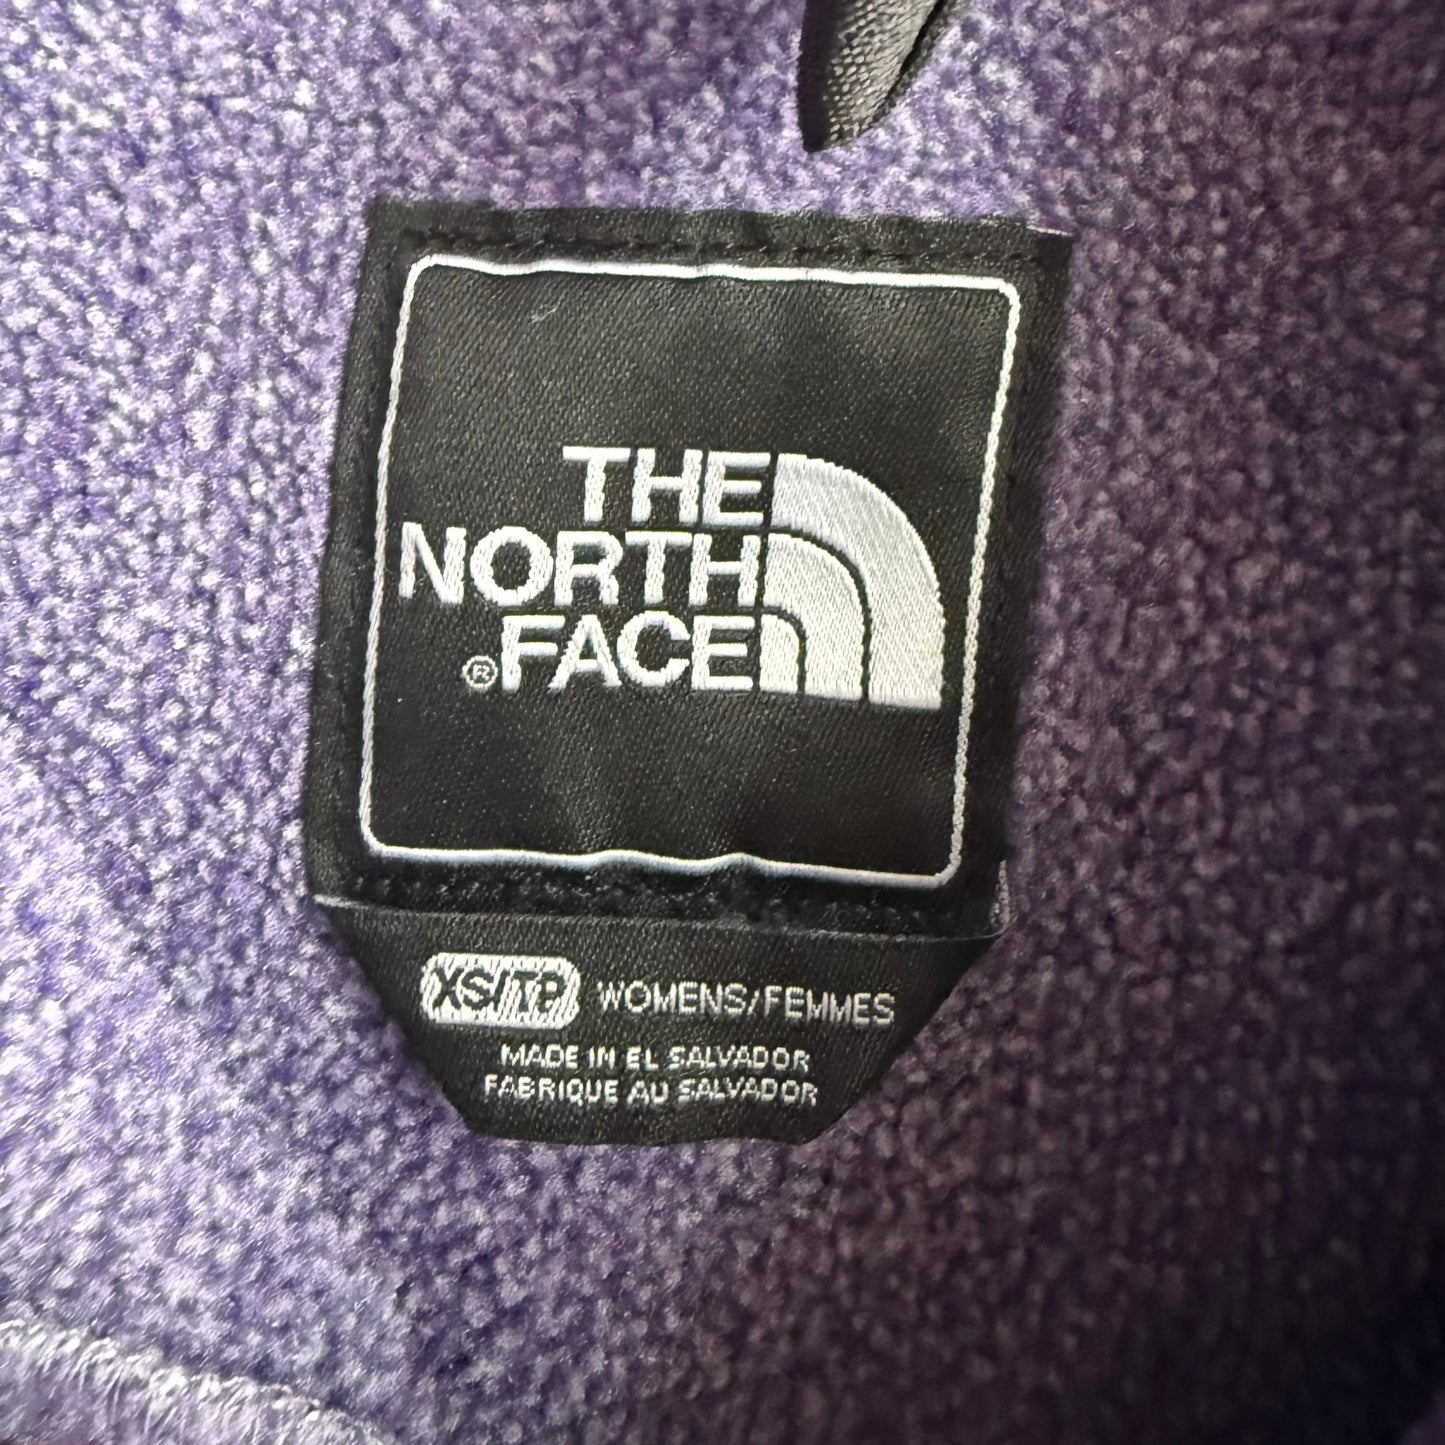 THE
NORTH
®FACE
XS/TP WOMENS/FEMMES
MADE IN EL SALVADOR
FABRIQUE AU SALVADOR